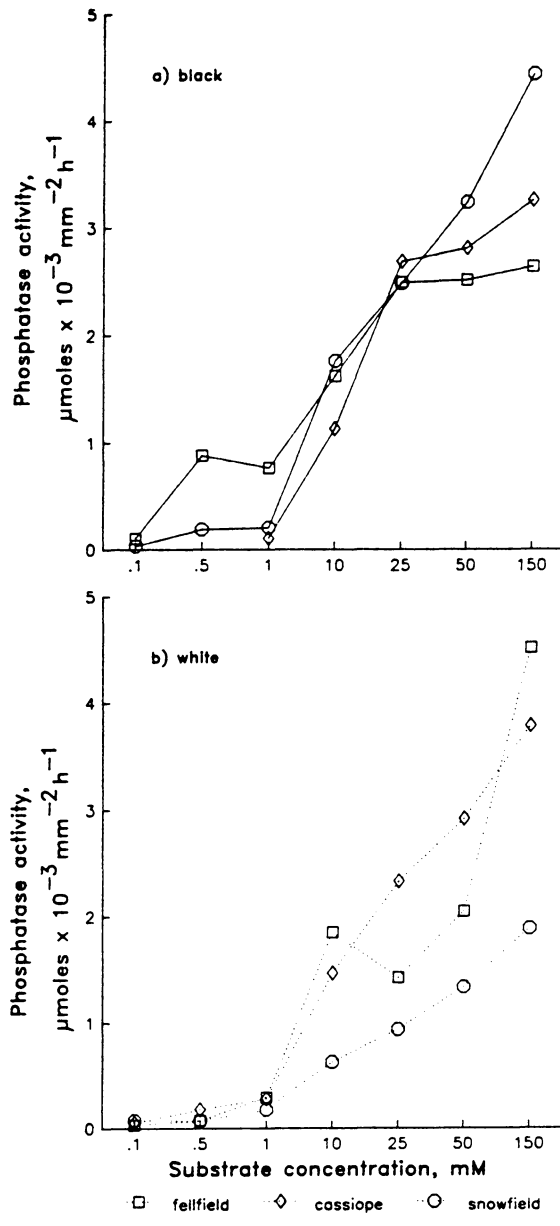 5
a) black
4
3
2
1
0
Phosphatase activity,
μmoles x 10⁻³ mm⁻² h⁻¹
.1 .5 1 10 25 50 150
5
b) white
4
3
2
1
0
Phosphatase activity,
μmoles x 10⁻³ mm⁻² h⁻¹
.1 .5 1 10 25 50 150
Substrate concentration, mM
fellfield cassiope snowfield